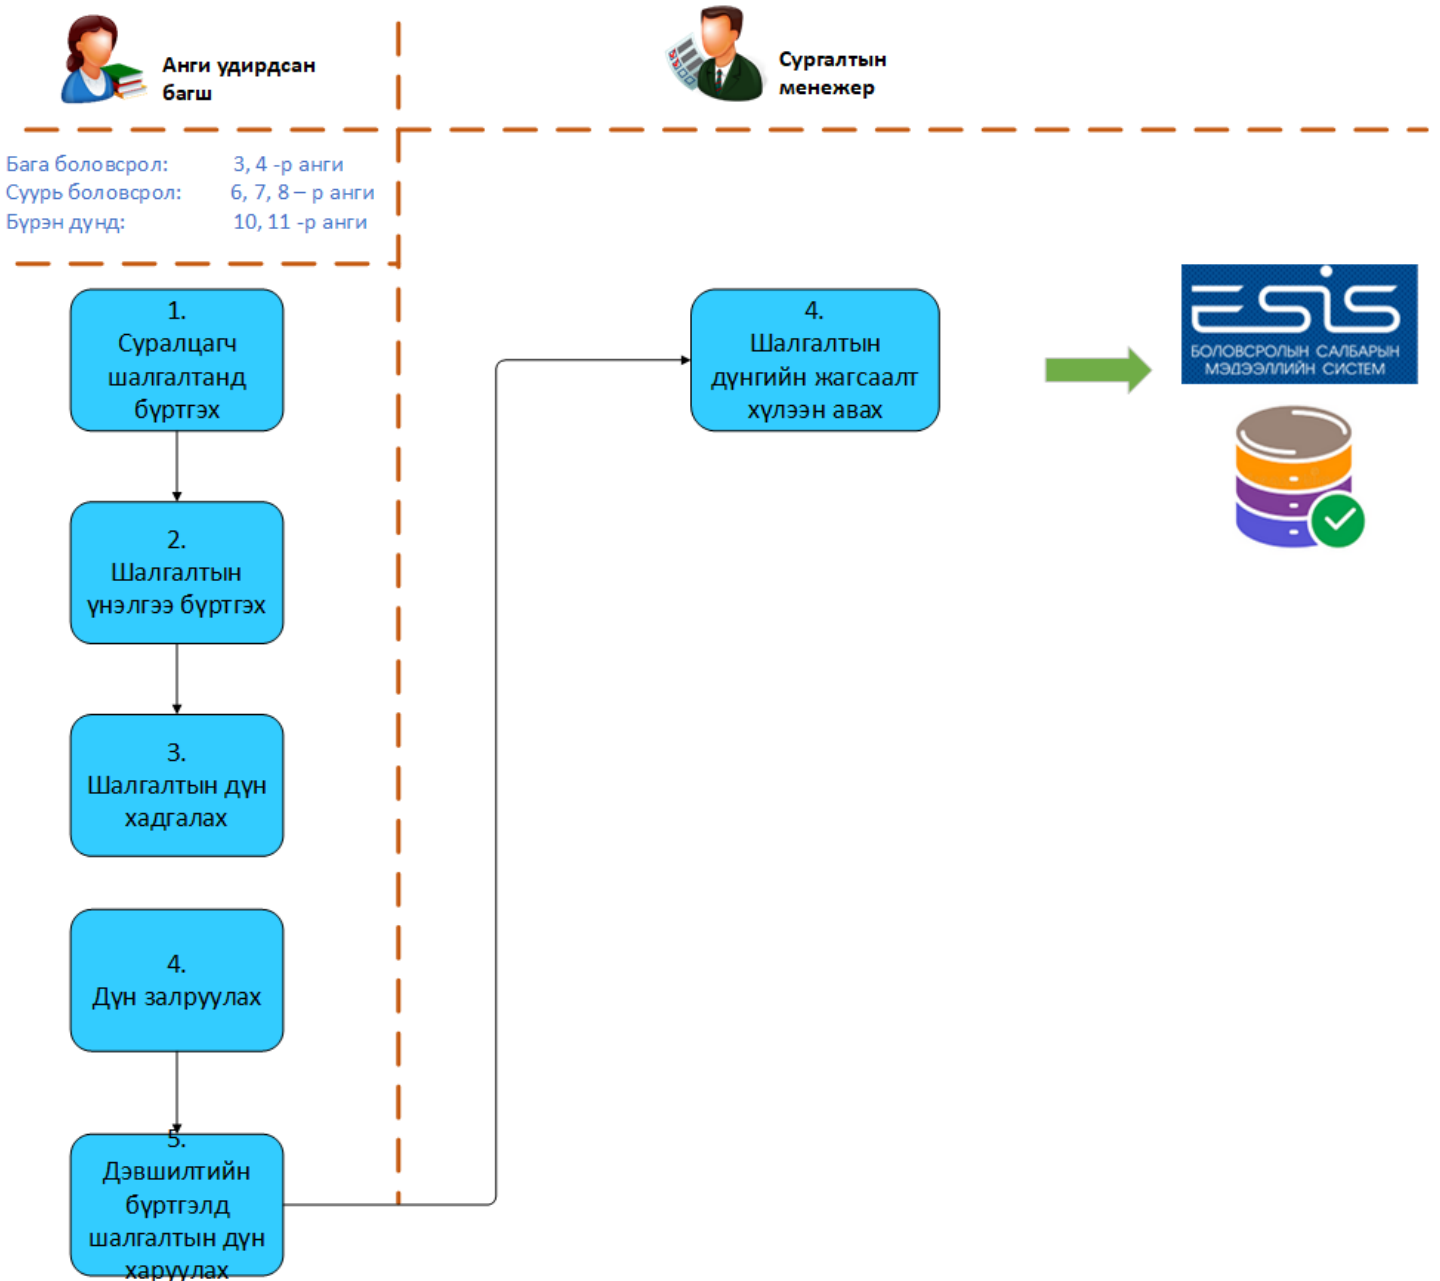 Анги удирдсан
багш
Сургалтын
менежер
Бага боловсрол: 3, 4 -р анги
Суурь боловсрол: 6, 7, 8 – р анги
Бүрэн дунд: 10, 11 -р анги
1.
Суралцагч
шалгалтанд
бүртгэх
2.
Шалгалтын
үнэлгээ бүртгэх
3.
Шалгалтын дүн
хадгалах
4.
Дүн залруулах
5.
Дэвшилтийн
бүртгэлд
шалгалтын дүн
харуулах
4.
Шалгалтын
дүнгийн жагсаалт
хүлээн авах
ESIS
БОЛОВСРОЛЫН САЛБАРЫН
МЭДЭЭЛЛИЙН СИСТЕМ